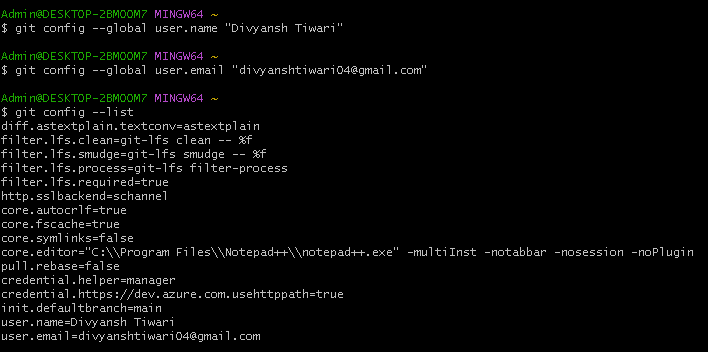 Admin@DESKTOP-2BMOOM7 MINGW64 ~
$ git config --global user.name "Divyansh Tiwari"
Admin@DESKTOP-2BMOOM7 MINGW64 ~
$ git config --global user.email "divyanshtiwari04@gmail.com"
Admin@DESKTOP-2BMOOM7 MINGW64 ~
$ git config --list
diff.astextplain.textconv=astextplain
filter.lfs.clean=git-lfs clean -- %f
filter.lfs.smudge=git-lfs smudge -- %f
filter.lfs.process=git-lfs filter-process
filter.lfs.required=true
http.sslbackend=schannel
core.autocrlf=true
core.fscache=true
core.symlinks=false
core.editor="C:\\Program Files\\Notepad++\\notepad++.exe" -multiInst -notabbar -nosession -noPlugin
pull.rebase=false
credential.helper=manager
credential.https://dev.azure.com.usehttppath=true
init.defaultbranch=main
user.name=Divyansh Tiwari
user.email=divyanshtiwari04@gmail.com